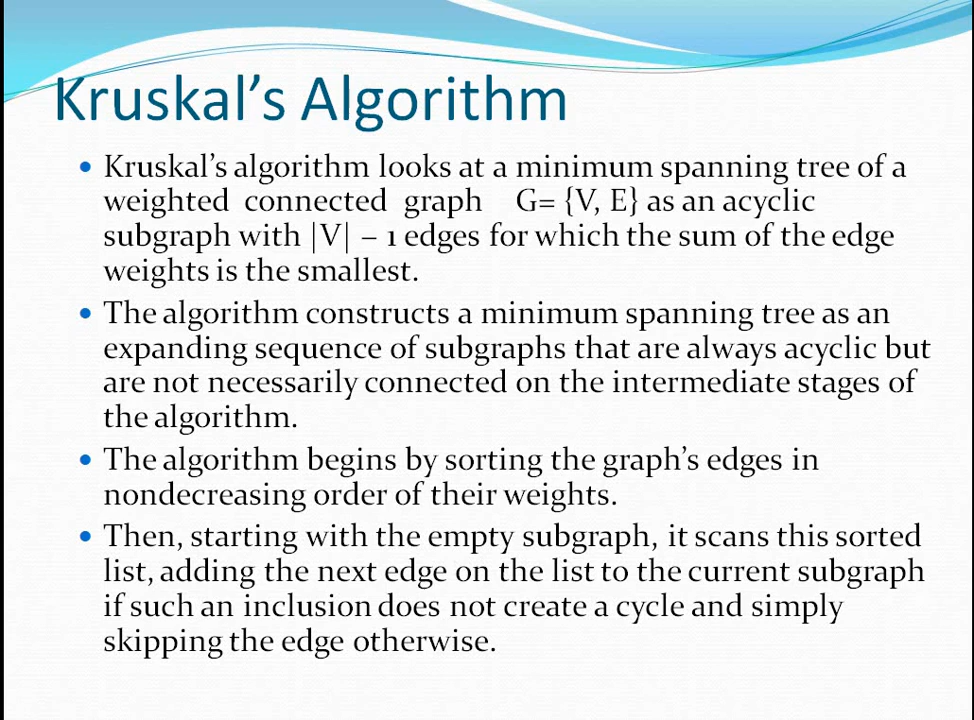 Kruskal's Algorithm
• Kruskal's algorithm looks at a minimum spanning tree of a
weighted connected graph G= {V, E} as an acyclic
subgraph with |V| – 1 edges for which the sum of the edge
weights is the smallest.
• The algorithm constructs a minimum spanning tree as an
expanding sequence of subgraphs that are always acyclic but
are not necessarily connected on the intermediate stages of
the algorithm.
• The algorithm begins by sorting the graph's edges in
nondecreasing order of their weights.
• Then, starting with the empty subgraph, it scans this sorted
list, adding the next edge on the list to the current subgraph
if such an inclusion does not create a cycle and simply
skipping the edge otherwise.